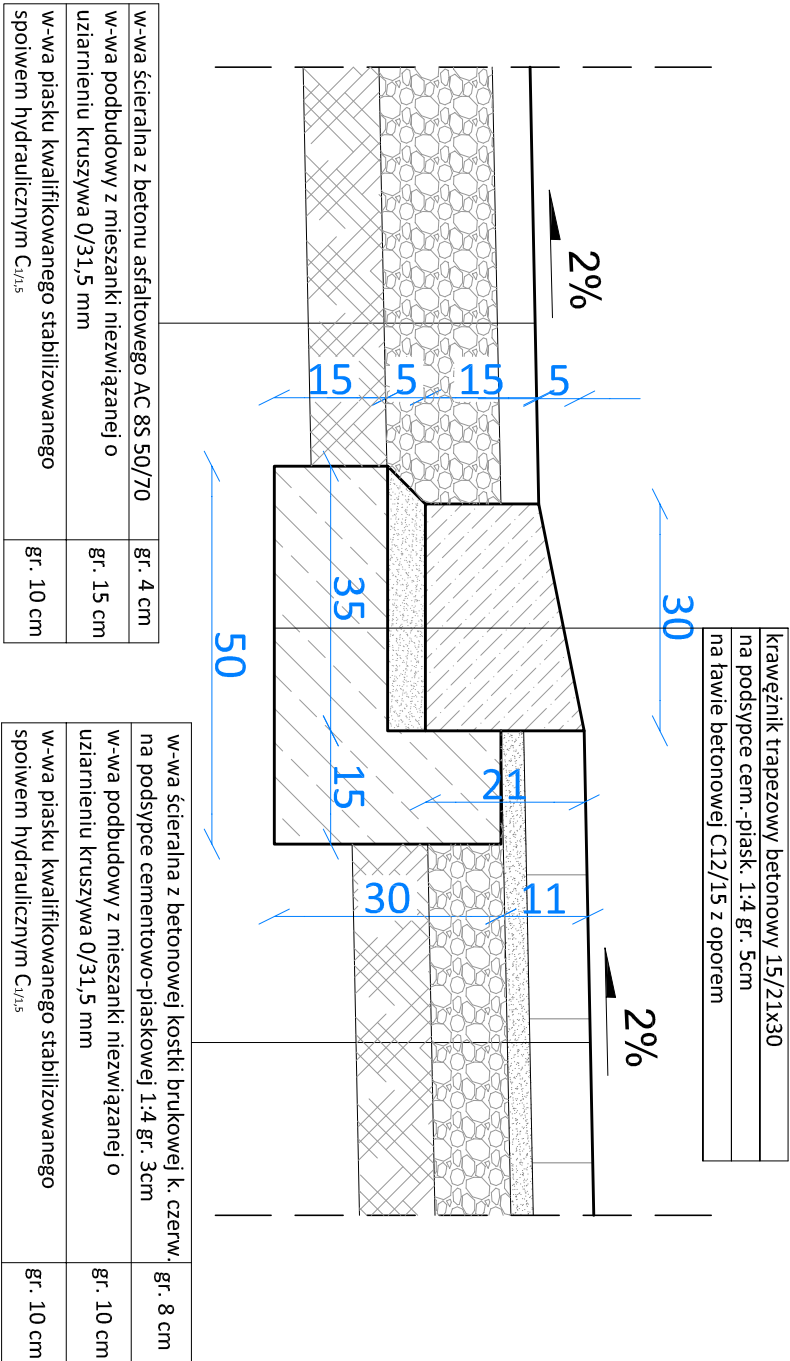 krawężnik trapezowy betonowy 15/21x30
na podsypce cem.-piask. 1:4 gr. 5cm
na ławie betonowej C12/15 z oporem
2%
2%
30
5
15
5
15
21
11
30
35
15
50
w-wa ścieralna z betonu asfaltowego AC 8S 50/70 gr. 4 cm
w-wa podbudowy z mieszanki niezwiązanej o
uziarnieniu kruszywa 0/31,5 mm gr. 15 cm
w-wa piasku kwalifikowanego stabilizowanego
spoiwem hydraulicznym C1/1,5 gr. 10 cm
w-wa ścieralna z betonowej kostki brukowej k. czerw.
na podsypce cementowo-piaskowej 1:4 gr. 3cm gr. 8 cm
w-wa podbudowy z mieszanki niezwiązanej o
uziarnieniu kruszywa 0/31,5 mm gr. 10 cm
w-wa piasku kwalifikowanego stabilizowanego
spoiwem hydraulicznym C1/1,5 gr. 10 cm